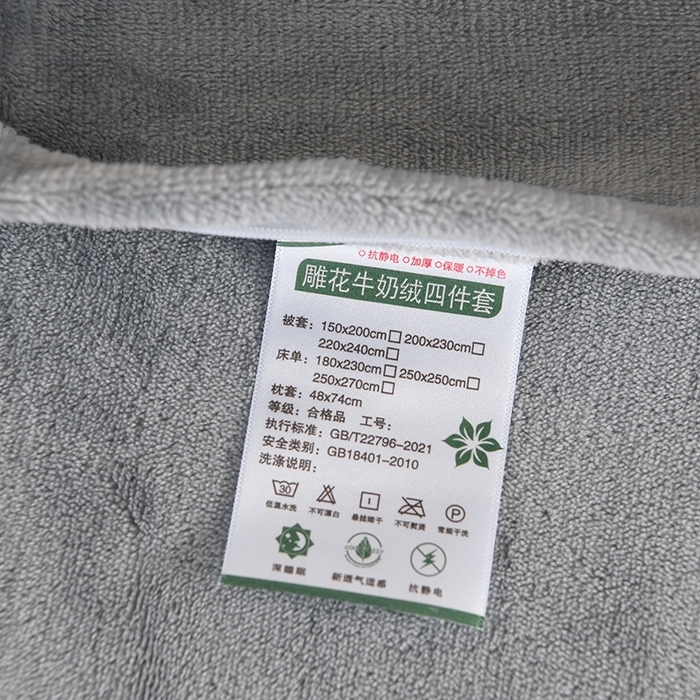 ○抗静电 ○加厚 ○保暖 ○不掉色
雕花牛奶绒四件套
被套：150x200cm□ 200x230cm□
220x240cm□
床单：180x230cm□ 250x250cm□
250x270cm□
枕套：48x74cm
等级：合格品 工号：
执行标准：GB/T22796-2021
安全类别：GB18401-2010
洗涤说明：
30
P
低温水洗 不可漂白 悬挂晾干 不可熨烫 常规干洗
深睡眠 新透气适感 抗静电